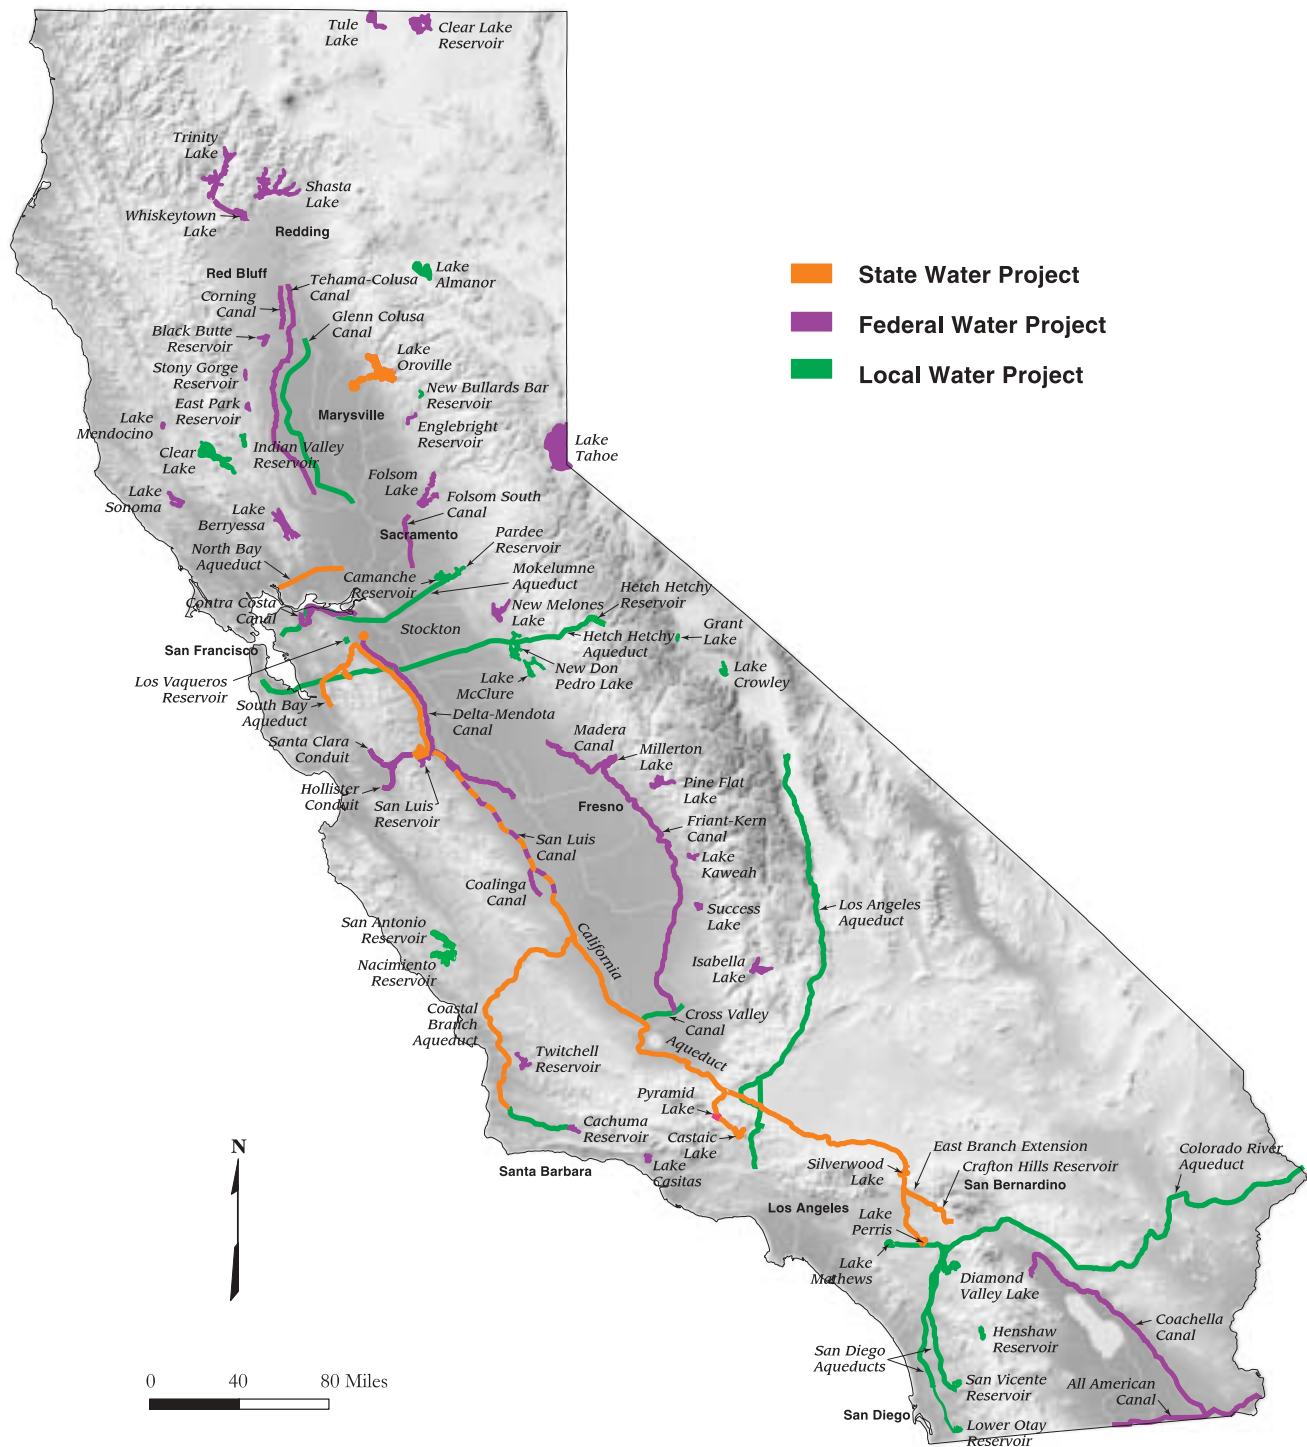 Tule
Lake
Clear Lake
Reservoir
Trinity
Lake
Shasta
Lake
Whiskeytown
Lake
Redding
Red Bluff
Tehama-Colusa
Canal
Lake
Almanor
Corning
Canal
Glenn Colusa
Canal
Black Butte
Reservoir
Lake
Oroville
Stony Gorge
Reservoir
New Bullards Bar
Reservoir
East Park
Reservoir
Marysville
Lake
Mendocino
Englebright
Reservoir
Clear
Lake
Indian Valley
Reservoir
Lake
Tahoe
Folsom
Lake
Lake
Sonoma
Folsom South
Canal
Lake
Berryessa
Sacramento
Pardee
Reservoir
North Bay
Aqueduct
Camanche
Reservoir
Mokelumne
Aqueduct
Hetch Hetchy
Reservoir
Contra Costa
Canal
New Melones
Lake
Stockton
Hetch Hetchy
Aqueduct
Grant
Lake
San Francisco
Los Vaqueros
Reservoir
Lake
McClure
New Don
Pedro Lake
Lake
Crowley
South Bay
Aqueduct
Delta-Mendota
Canal
Santa Clara
Conduit
Madera
Canal
Millerton
Lake
Hollister
Conduit
San Luis
Reservoir
Pine Flat
Lake
Fresno
Friant-Kern
Canal
San Luis
Canal
Lake
Kaweah
Coalinga
Canal
Success
Lake
Los Angeles
Aqueduct
San Antonio
Reservoir
California
Nacimiento
Reservoir
Isabella
Lake
Coastal
Branch
Aqueduct
Cross Valley
Canal
Aqueduct
Twitchell
Reservoir
Pyramid
Lake
Cachuma
Reservoir
Castaic
Lake
Santa Barbara
Lake
Casitas
Silverwood
Lake
East Branch Extension
Crafton Hills Reservoir
San Bernardino
Colorado River
Aqueduct
Los Angeles
Lake
Perris
Lake
Mathews
Diamond
Valley Lake
Coachella
Canal
Henshaw
Reservoir
San Diego
Aqueducts
San Vicente
Reservoir
All American
Canal
San Diego
Lower Otay
Reservoir
State Water Project
Federal Water Project
Local Water Project
N
0 40 80 Miles